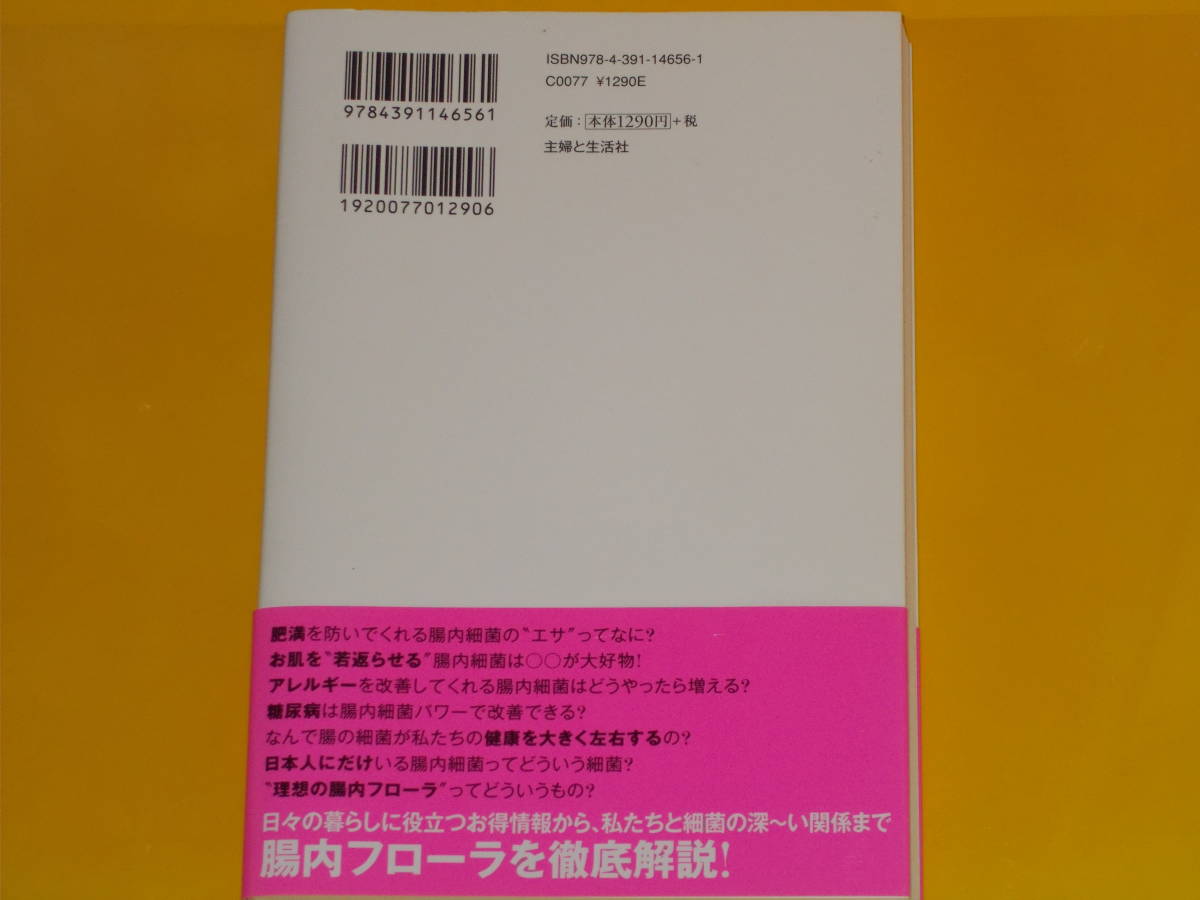 9784391146561
1920077012906
ISBN978-4-391-14656-1
C0077 ¥1290E
定価：本体1290円＋税
主婦と生活社
肥満を防いでくれる腸内細菌の〝エサ〟ってなに？
お肌を〝若返らせる〟腸内細菌は○○が大好物！
アレルギーを改善してくれる腸内細菌はどうやったら増える？
糖尿病は腸内細菌パワーで改善できる？
なんで腸の細菌が私たちの健康を大きく左右するの？
日本人にだけいる腸内細菌ってどういう細菌？
〝理想の腸内フローラ〟ってどういうもの？
日々の暮らしに役立つお得情報から、私たちと細菌の深〜い関係まで
腸内フローラを徹底解説！